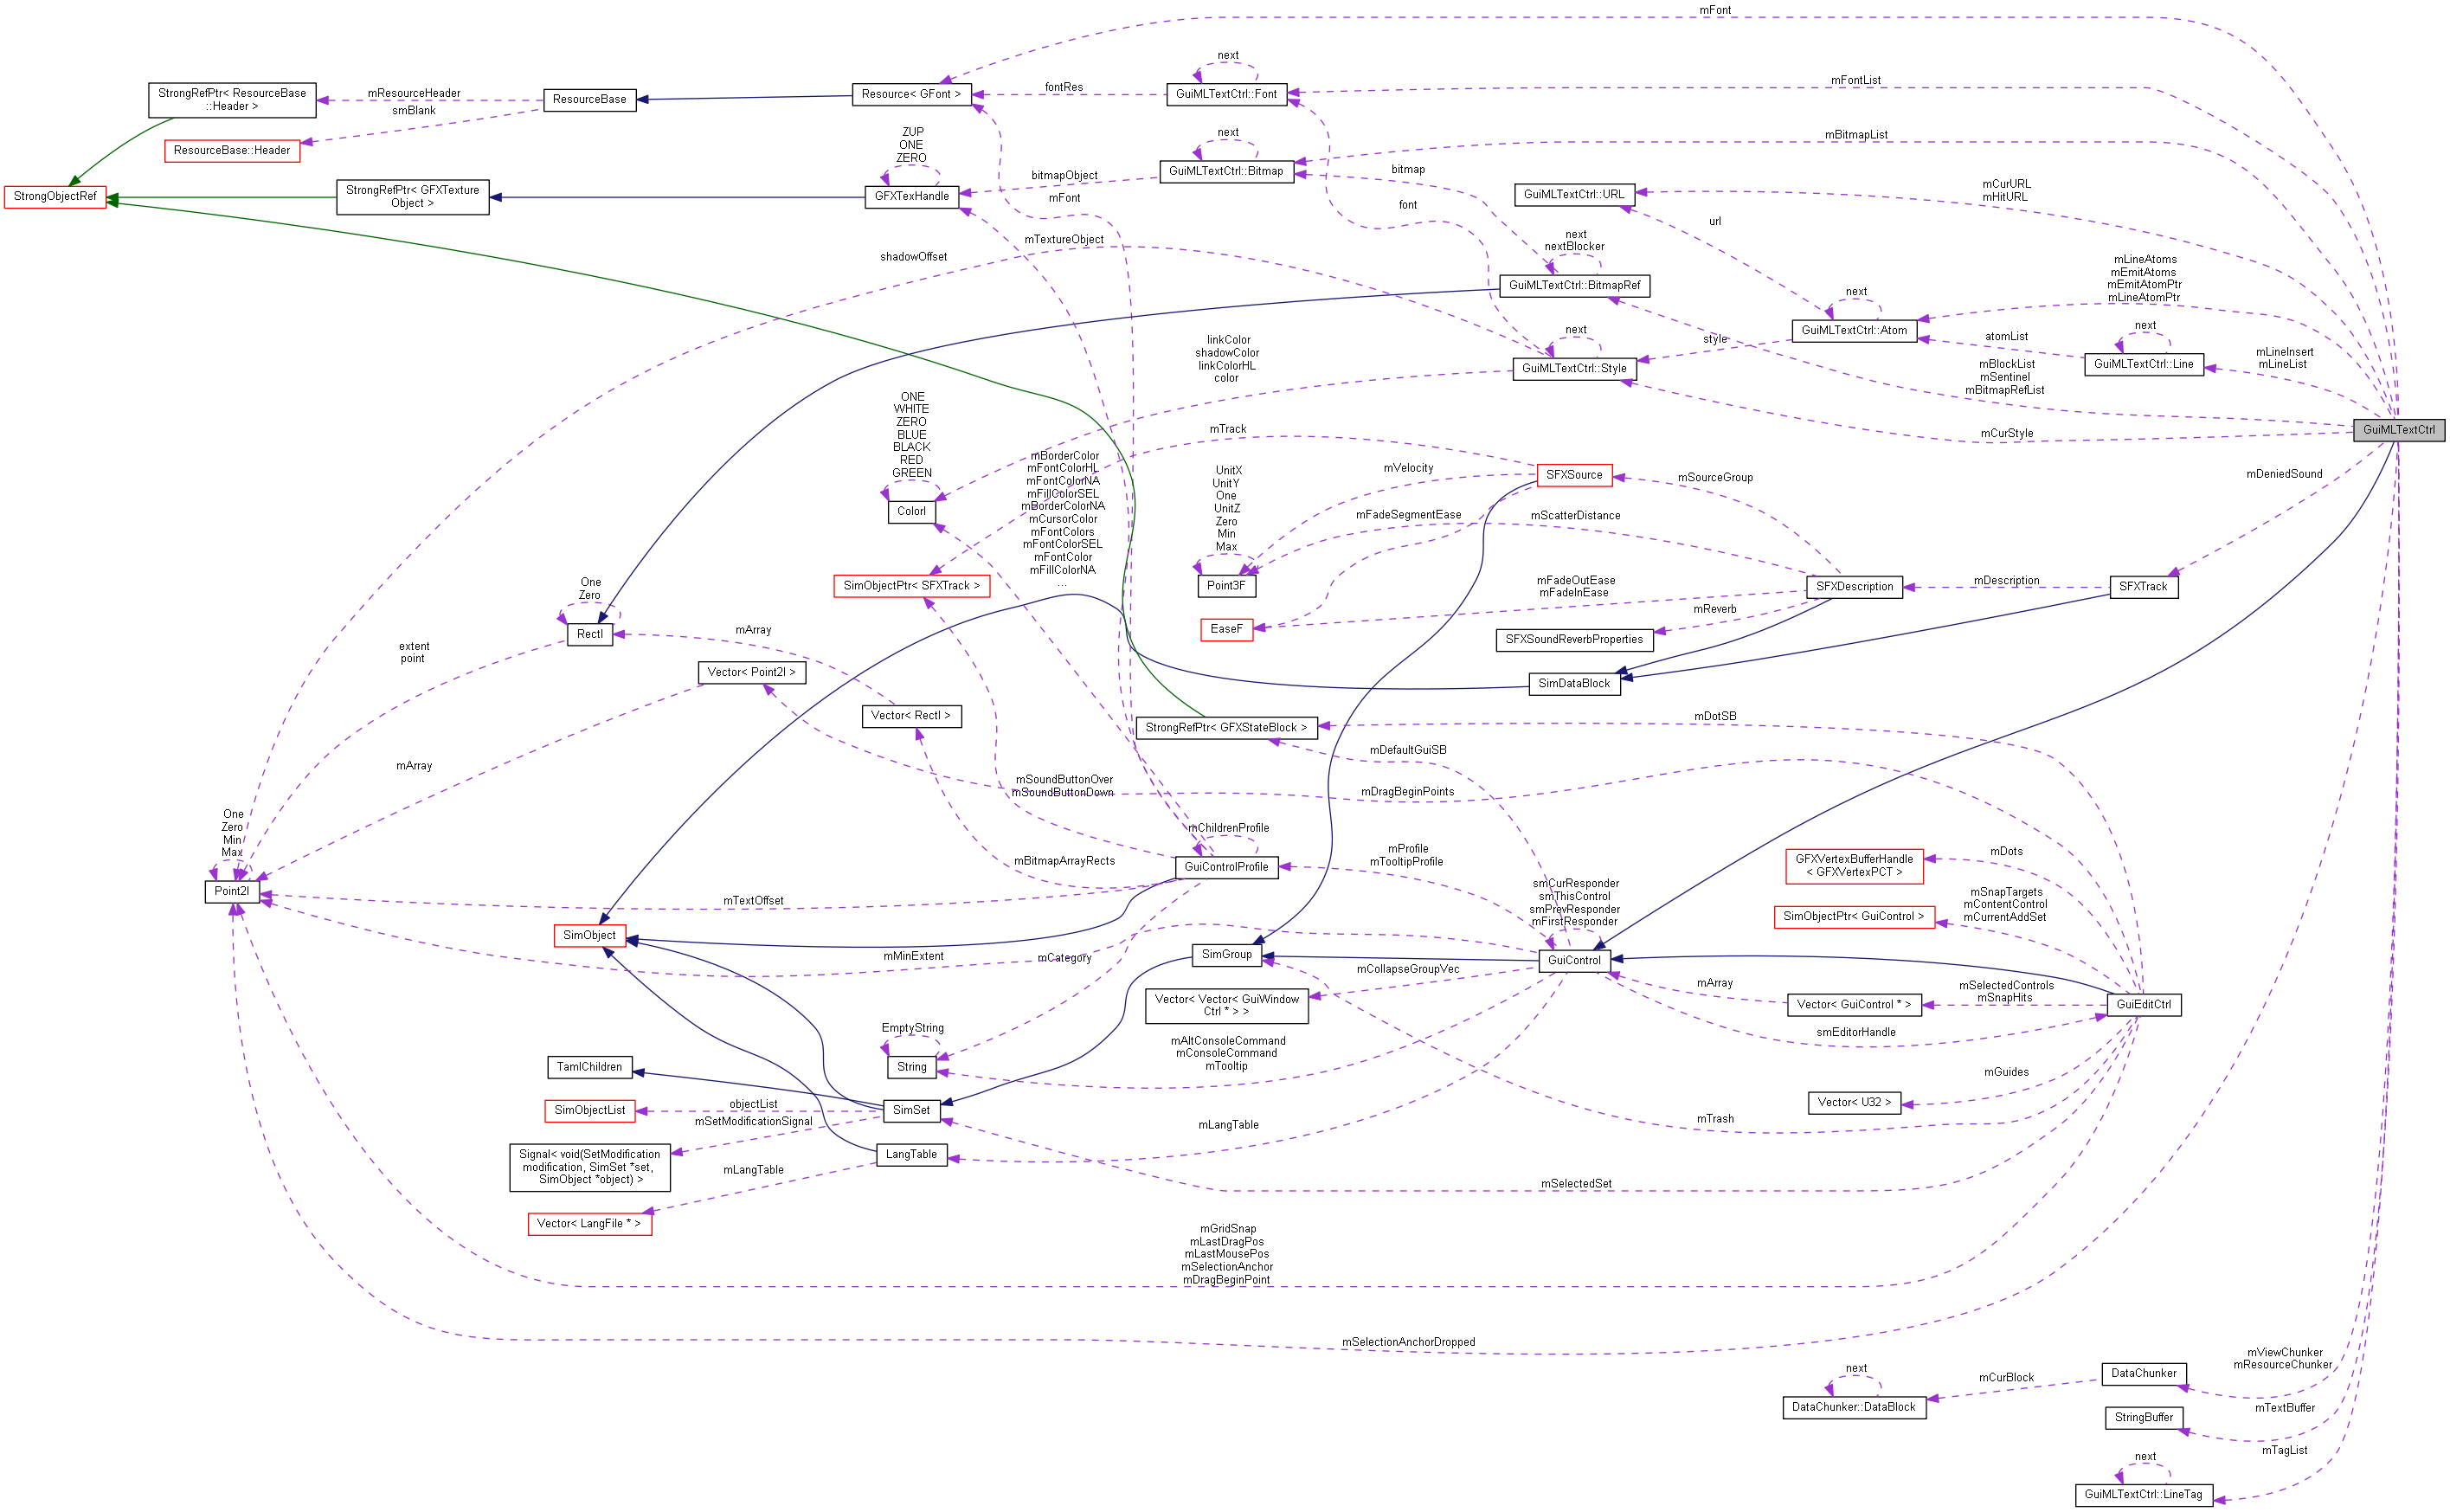 mFont
next
mFontList
StrongRefPtr< ResourceBase
::Header >
mResourceHeader
ResourceBase
Resource< GFont >
fontRes
GuiMLTextCtrl::Font
smBlank
ResourceBase::Header
ZUP
ONE
ZERO
next
mBitmapList
bitmapObject
GuiMLTextCtrl::Bitmap
bitmap
StrongObjectRef
StrongRefPtr< GFXTexture
Object >
GFXTexHandle
mFont
GuiMLTextCtrl::URL
mCurURL
mHitURL
font
url
mTextureObject
shadowOffset
next
nextBlocker
GuiMLTextCtrl::BitmapRef
mLineAtoms
mEmitAtoms
mEmitAtomPtr
mLineAtomPtr
next
GuiMLTextCtrl::Atom
atomList
next
GuiMLTextCtrl::Line
mLineInsert
mLineList
linkColor
shadowColor
linkColorHL
color
next
GuiMLTextCtrl::Style
style
mBlockList
mSentinel
mBitmapRefList
mCurStyle
GuiMLTextCtrl
ONE
WHITE
ZERO
BLUE
BLACK
RED
GREEN
ColorI
mBorderColor
mFontColorHL
mFontColorNA
mFillColorSEL
mBorderColorNA
mCursorColor
mFontColors
mFontColorSEL
mFontColor
mFillColorNA
...
mTrack
mVelocity
SFXSource
mSourceGroup
mDeniedSound
UnitX
UnitY
One
UnitZ
Zero
Min
Max
Point3F
mFadeSegmentEase
mScatterDistance
SimObjectPtr< SFXTrack >
mFadeOutEase
mFadeInEase
SFXDescription
mDescription
SFXTrack
One
Zero
RectI
mArray
EaseF
mReverb
SFXSoundReverbProperties
extent
point
Vector< Point2I >
SimDataBlock
Vector< RectI >
StrongRefPtr< GFXStateBlock >
mDotSB
mDefaultGuiSB
mArray
mSoundButtonOver
mSoundButtonDown
mDragBeginPoints
One
Zero
Min
Max
Point2I
mChildrenProfile
GuiControlProfile
mBitmapArrayRects
mProfile
mTooltipProfile
GFXVertexBufferHandle
< GFXVertexPCT >
mDots
mTextOffset
smCurResponder
smThisControl
smPrevResponder
mFirstResponder
SimObjectPtr< GuiControl >
mSnapTargets
mContentControl
mCurrentAddSet
SimObject
mMinExtent
mCategory
SimGroup
GuiControl
mCollapseGroupVec
Vector< Vector< GuiWindow
Ctrl * > >
mArray
Vector< GuiControl * >
mSelectedControls
mSnapHits
GuiEditCtrl
EmptyString
String
mAltConsoleCommand
mConsoleCommand
mTooltip
smEditorHandle
TamlChildren
mGuides
Vector< U32 >
SimObjectList
objectList
SimSet
mSetModificationSignal
mTrash
mLangTable
Signal< void(SetModification
modification, SimSet *set,
SimObject *object) >
LangTable
mLangTable
mSelectedSet
Vector< LangFile * >
mGridSnap
mLastDragPos
mLastMousePos
mSelectionAnchor
mDragBeginPoint
mSelectionAnchorDropped
mViewChunker
mResourceChunker
DataChunker
mCurBlock
next
DataChunker::DataBlock
mTextBuffer
StringBuffer
mTagList
next
GuiMLTextCtrl::LineTag